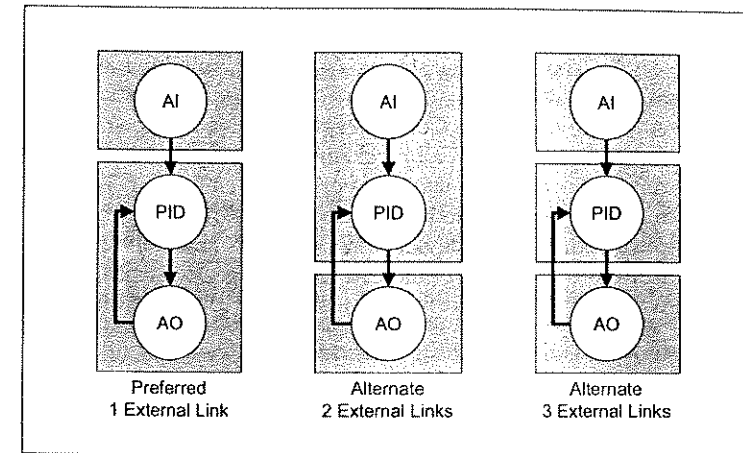 AI
PID
AO
Preferred
1 External Link
AI
PID
AO
Alternate
2 External Links
AI
PID
AO
Alternate
3 External Links